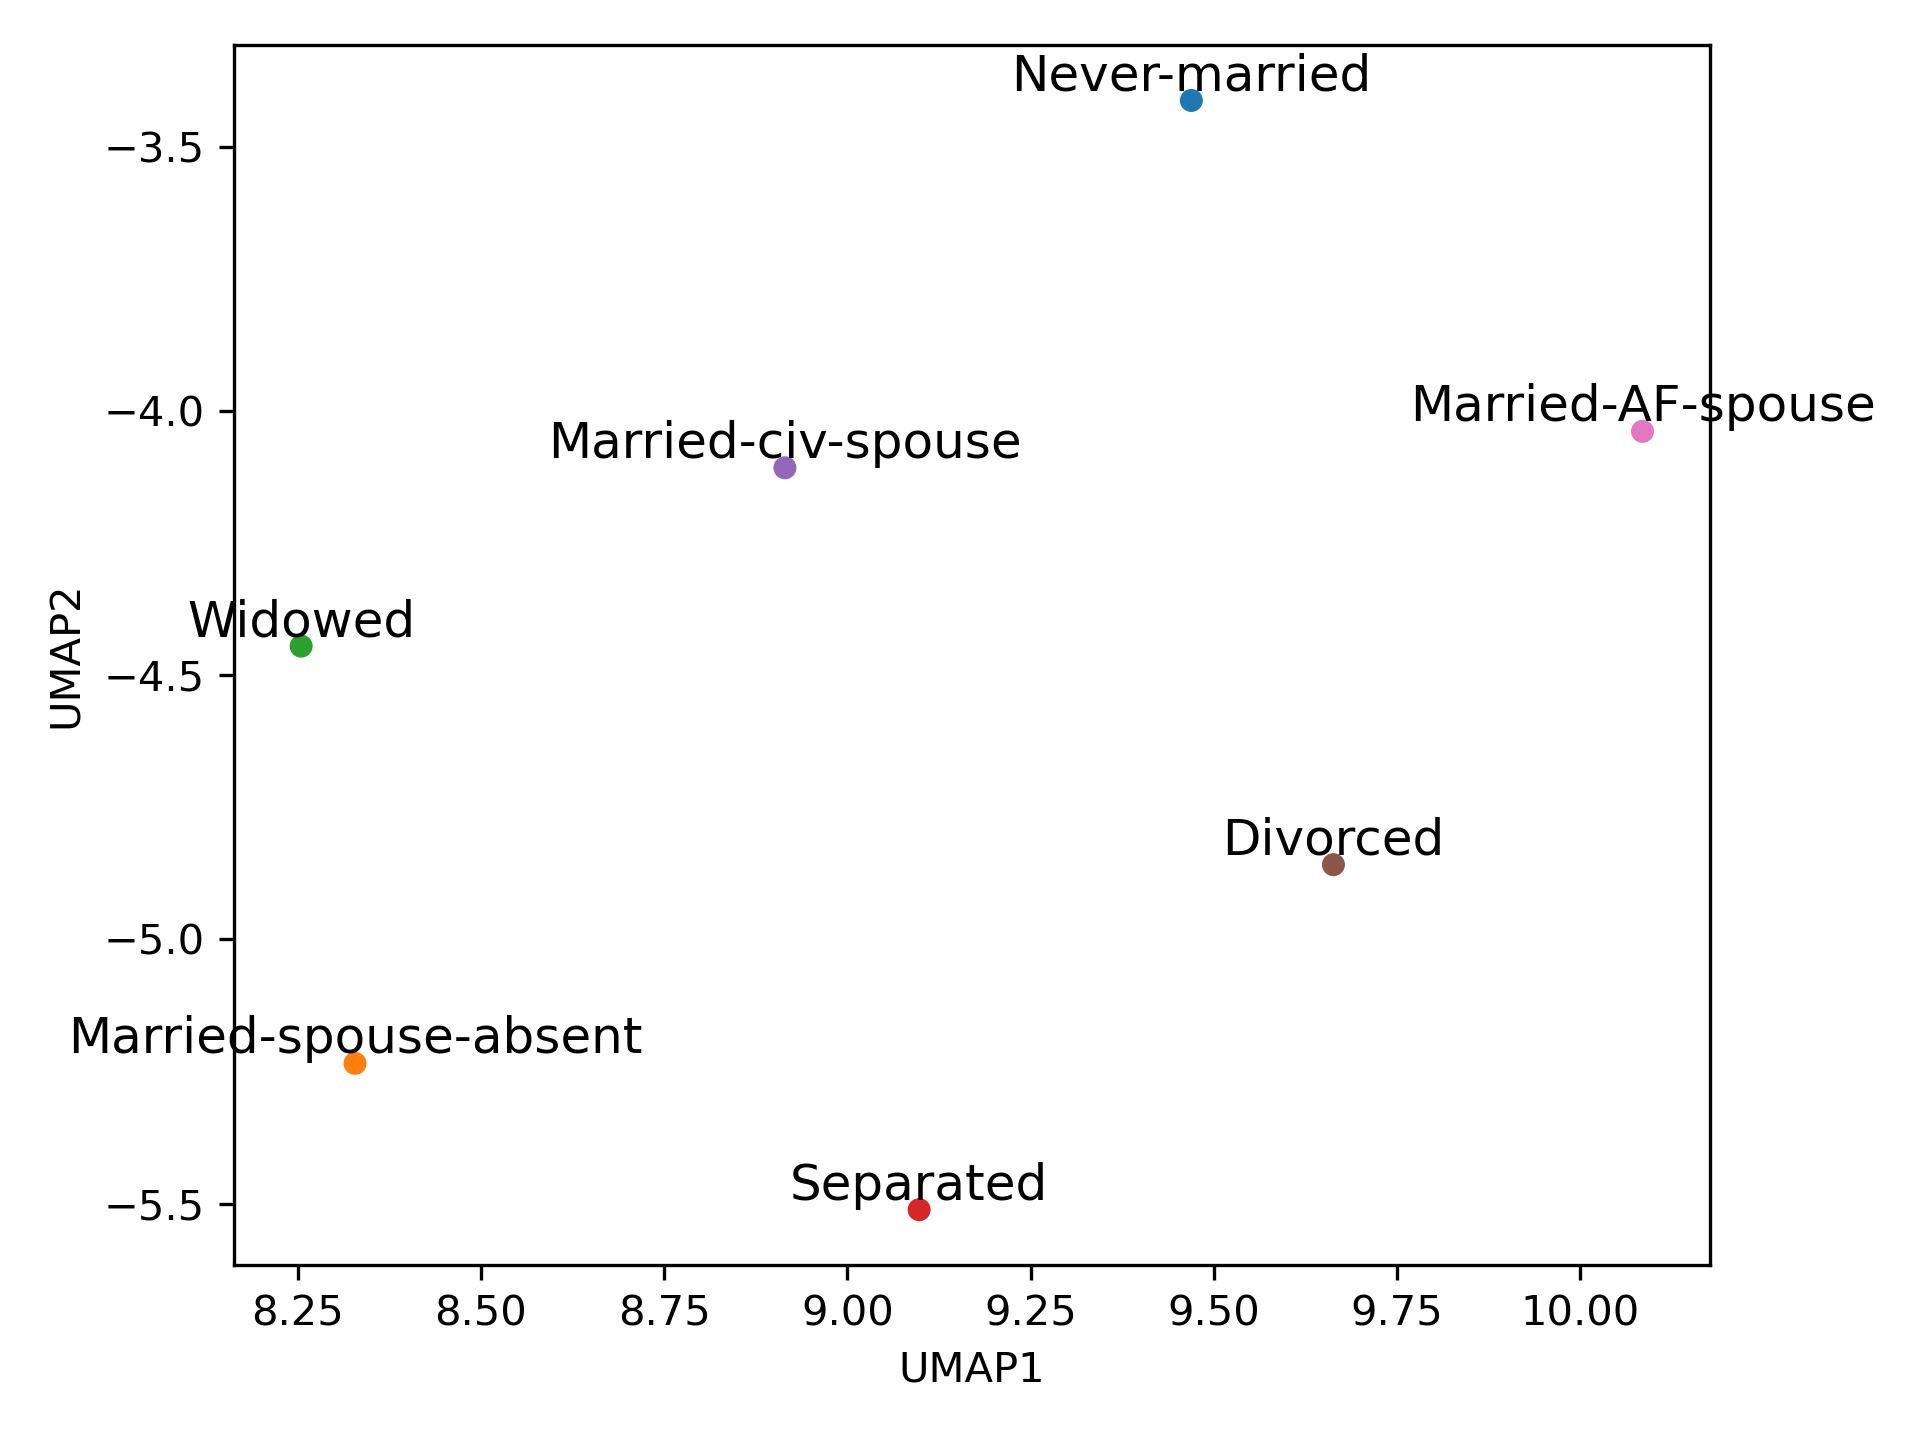 Never-married
−3.5
Married-AF-spouse
−4.0
Married-civ-spouse
Widowed
−4.5
UMAP2
Divorced
−5.0
Married-spouse-absent
Separated
−5.5
8.25 8.50 8.75 9.00 9.25 9.50 9.75 10.00
UMAP1